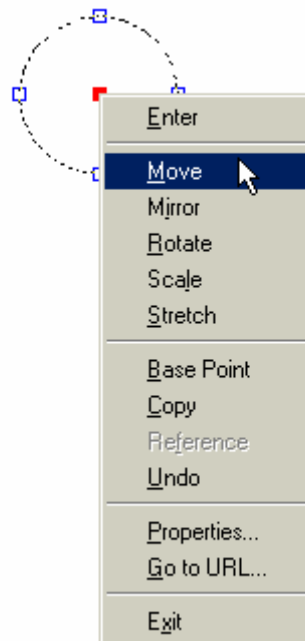 Enter
Move
Mirror
Rotate
Scale
Stretch
Base Point
Copy
Reference
Undo
Properties...
Go to URL...
Exit